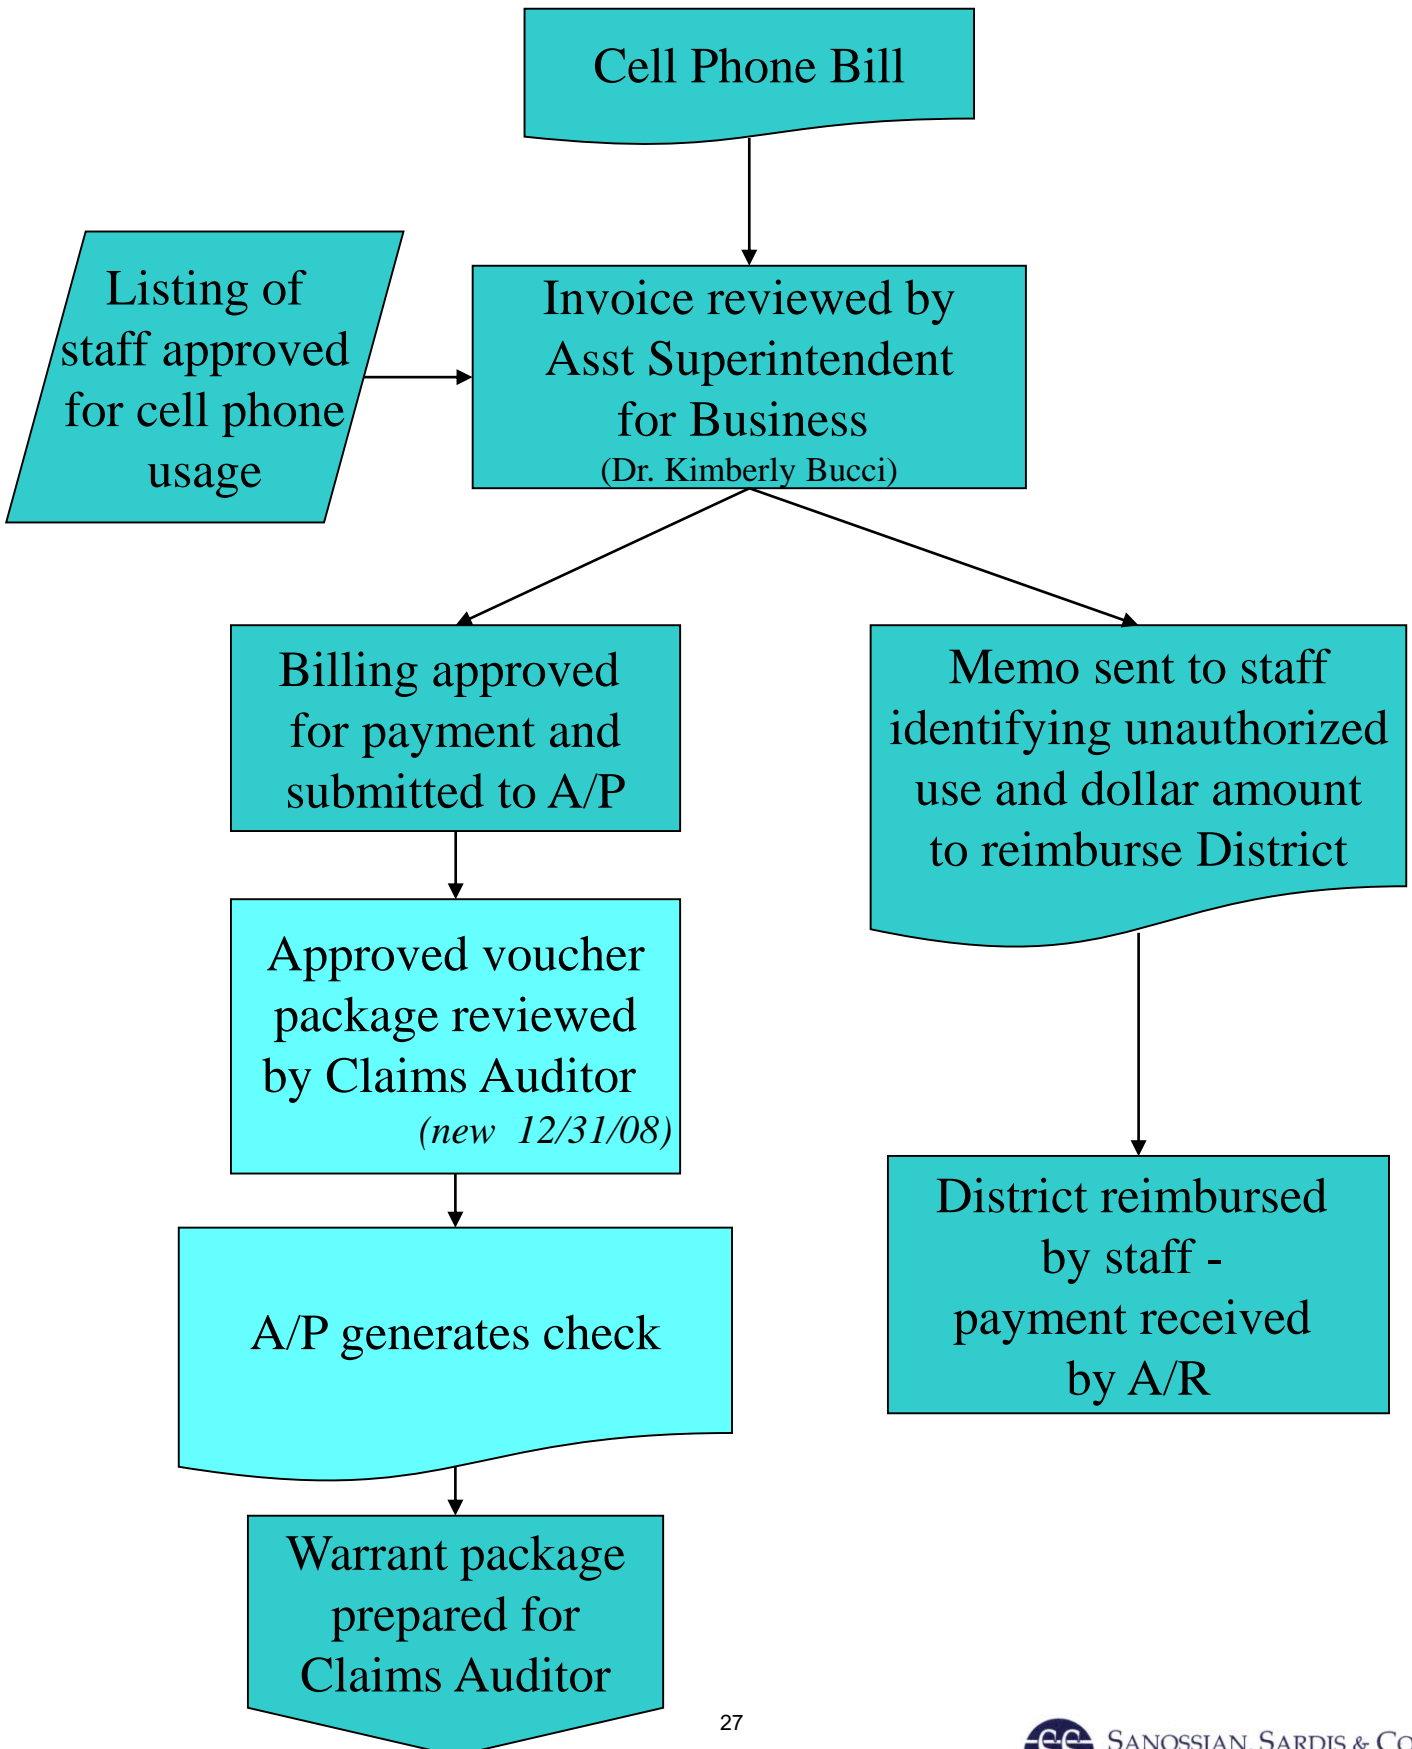 Cell Phone Bill
Listing of
staff approved
for cell phone
usage
Invoice reviewed by
Asst Superintendent
for Business
(Dr. Kimberly Bucci)
Billing approved
for payment and
submitted to A/P
Memo sent to staff
identifying unauthorized
use and dollar amount
to reimburse District
Approved voucher
package reviewed
by Claims Auditor
(new 12/31/08)
District reimbursed
by staff -
payment received
by A/R
A/P generates check
Warrant package
prepared for
Claims Auditor
27
SANOSSIAN, SARDIS & CO